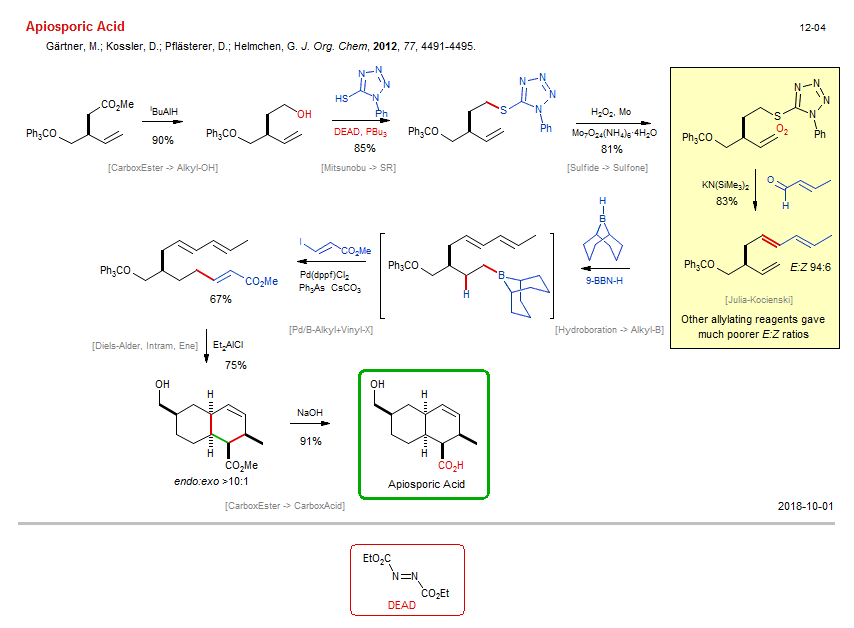 Apiosporic Acid
12-04
Gärtner, M.; Kossler, D.; Pflästerer, D.; Helmchen, G. J. Org. Chem, 2012, 77, 4491-4495.
CO₂Me
Ph₃CO
ⁱBuAlH
90%
[CarboxEster -> Alkyl-OH]
OH
Ph₃CO
N N
N
N
HS
Ph
DEAD, PBu₃
85%
[Mitsunobu -> SR]
N N
N
N
S
Ph
Ph₃CO
H₂O₂, Mo
Mo₇O₂₄(NH₄)₆·4H₂O
81%
[Sulfide -> Sulfone]
N N
N
N
S
O₂
Ph
Ph₃CO
KN(SiMe₃)₂
83%
O
H
Ph₃CO
E:Z 94:6
[Julia-Kocienski]
Other allylating reagents gave
much poorer E:Z ratios
H
B
9-BBN-H
[Hydroboration -> Alkyl-B]
Ph₃CO
B
H
I
CO₂Me
Pd(dppf)Cl₂
Ph₃As CsCO₃
[Pd/B-Alkyl+Vinyl-X]
Ph₃CO
CO₂Me
67%
[Diels-Alder, Intram, Ene]
Et₂AlCl
75%
OH
H
H
CO₂Me
endo:exo >10:1
NaOH
91%
[CarboxEster -> CarboxAcid]
OH
H
H
CO₂H
Apiosporic Acid
2018-10-01
EtO₂C
N=N
CO₂Et
DEAD